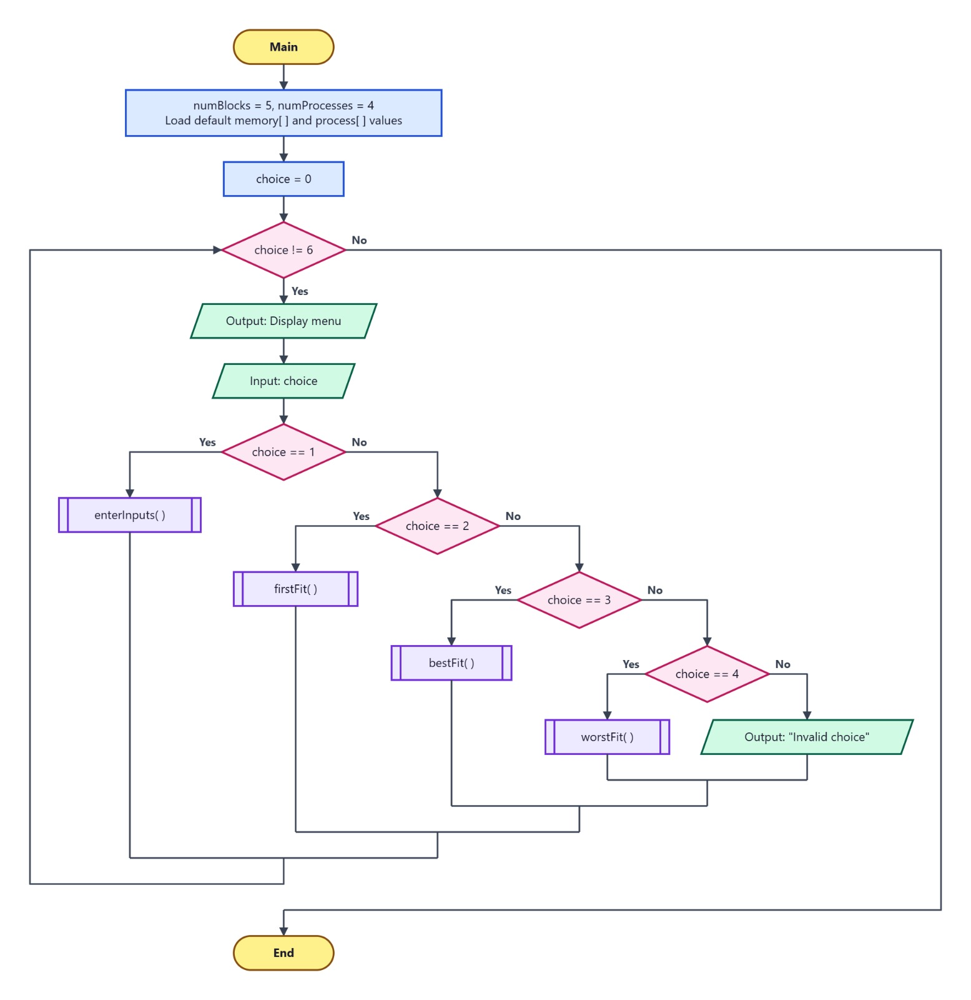 Main
numBlocks = 5, numProcesses = 4
Load default memory[ ] and process[ ] values
choice = 0
choice != 6
No
Yes
Output: Display menu
Input: choice
Yes
choice == 1
No
enterInputs( )
Yes
choice == 2
No
firstFit( )
Yes
choice == 3
No
bestFit( )
Yes
choice == 4
No
worstFit( )
Output: "Invalid choice"
End